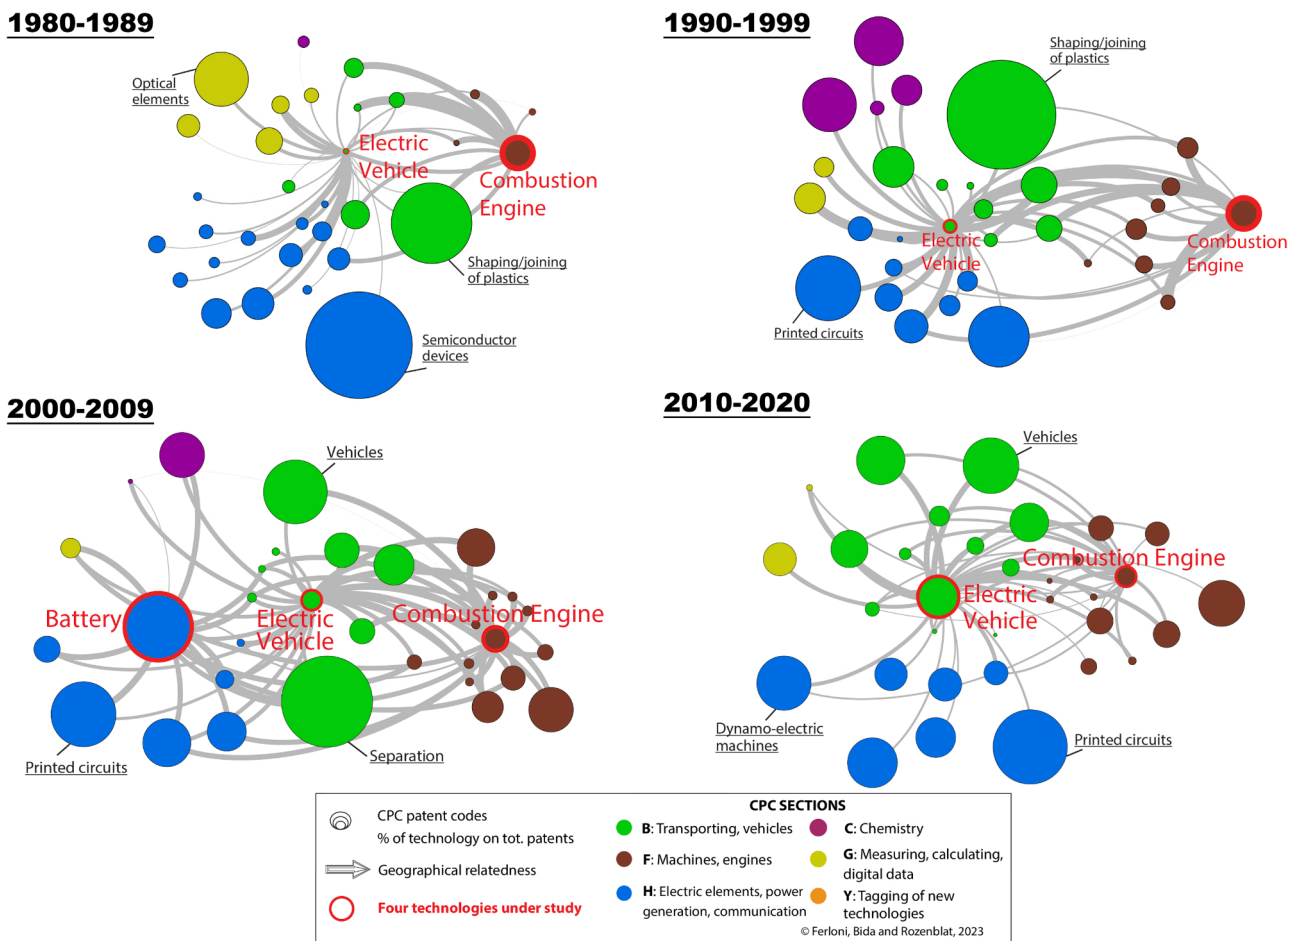 1980-1989
Optical
elements
Electric
Vehicle
Combustion
Engine
Shaping/joining
of plastics
Semiconductor
devices
1990-1999
Shaping/joining
of plastics
Electric
Vehicle
Combustion
Engine
Printed circuits
2000-2009
Vehicles
Battery
Electric
Vehicle
Combustion Engine
Printed circuits
Separation
2010-2020
Vehicles
Combustion Engine
Electric
Vehicle
Dynamo-electric
machines
Printed circuits
CPC patent codes
% of technology on tot. patents
Geographical relatedness
Four technologies under study
CPC SECTIONS
B: Transporting, vehicles
F: Machines, engines
H: Electric elements, power
generation, communication
C: Chemistry
G: Measuring, calculating,
digital data
Y: Tagging of new
technologies
© Ferloni, Bida and Rozenblat, 2023